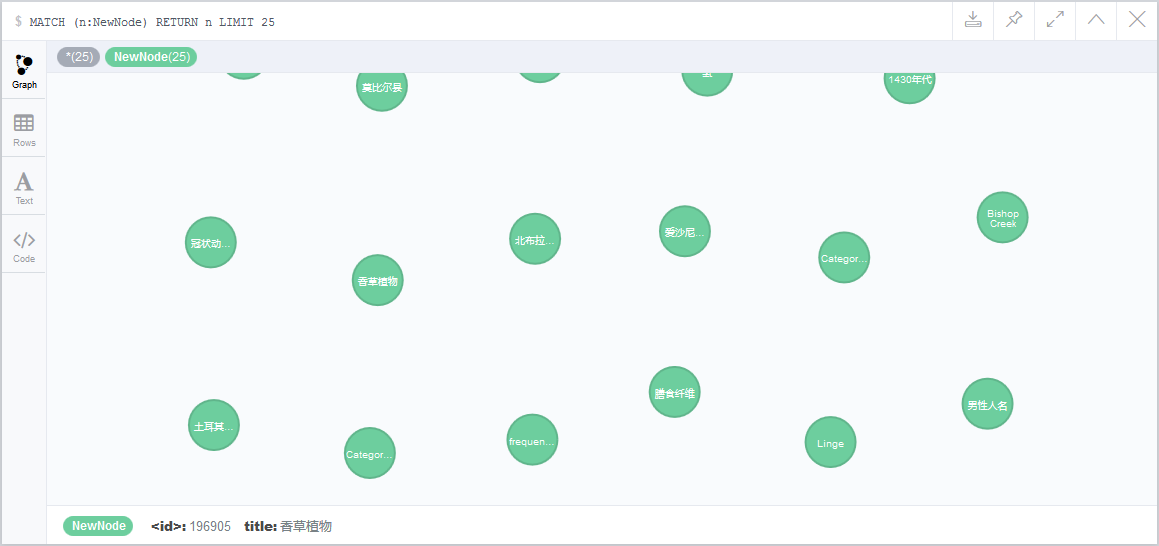 $ MATCH (n:NewNode) RETURN n LIMIT 25
*(25) NewNode(25)
Graph
Rows
Text
Code
莫比尔县
1430年代
冠状动...
香草植物
北布拉...
爱沙尼...
Categor...
Bishop
Creek
土耳其...
Categor...
frequen...
膳食纤维
Linge
男性人名
NewNode <id>: 196905 title: 香草植物